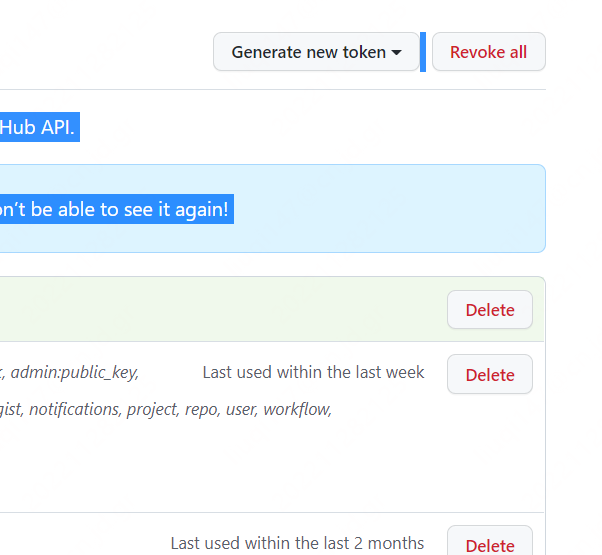 Generate new token
Revoke all
Hub API.
n't be able to see it again!
Delete
, admin:public_key,
Last used within the last week
Delete
gist, notifications, project, repo, user, workflow,
Last used within the last 2 months
Delete